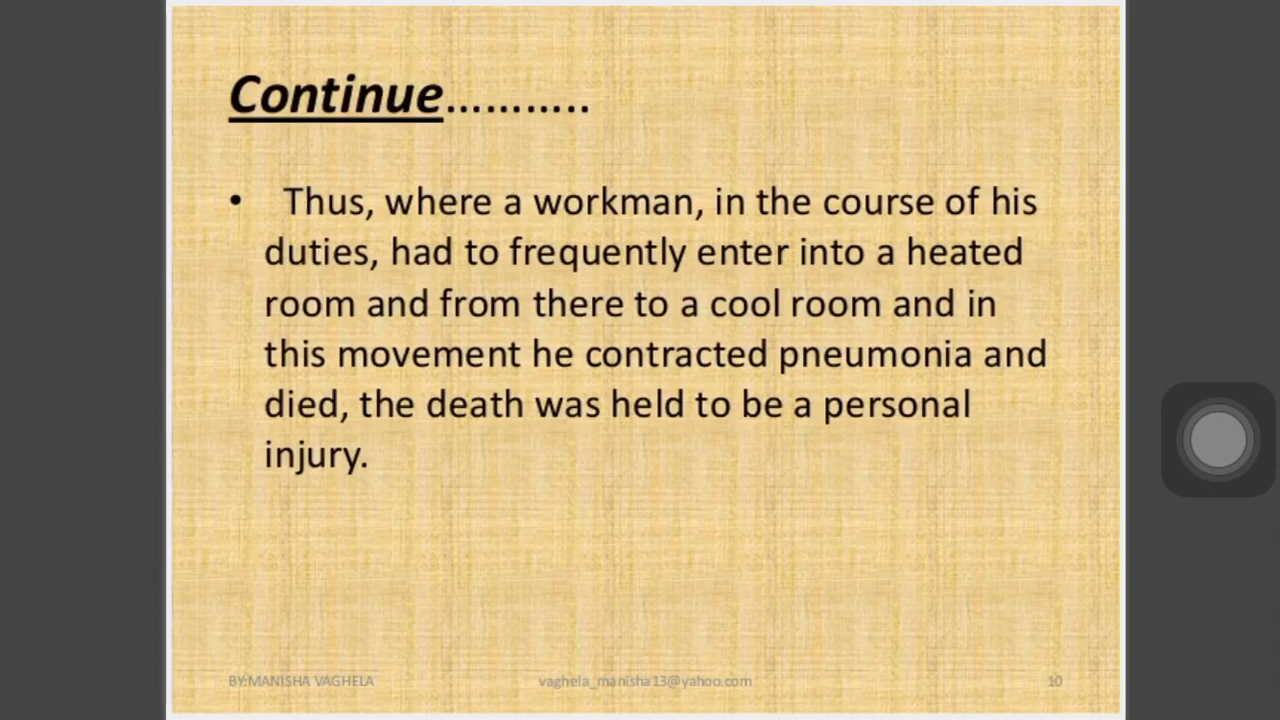 Continue...........
• Thus, where a workman, in the course of his
duties, had to frequently enter into a heated
room and from there to a cool room and in
this movement he contracted pneumonia and
died, the death was held to be a personal
injury.
BY:MANISHA VAGHELA vaghela_manisha13@yahoo.com 10